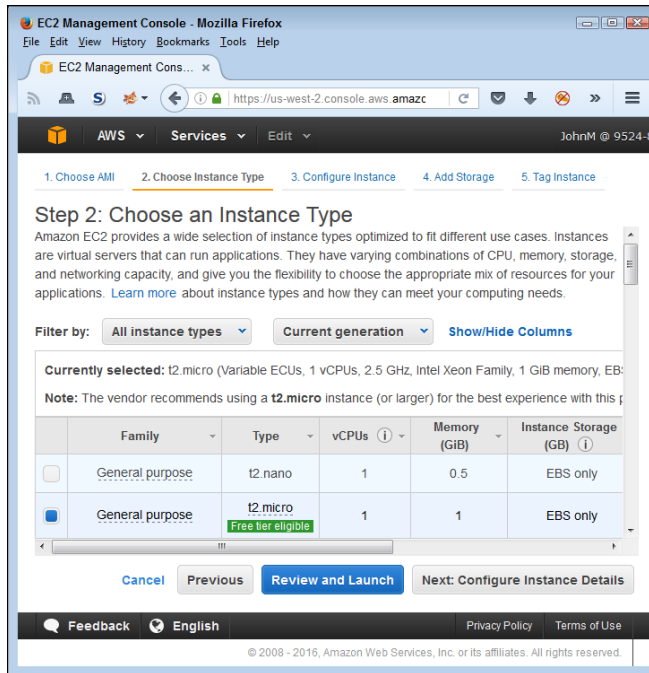 EC2 Management Console - Mozilla Firefox
File Edit View History Bookmarks Tools Help
EC2 Management Cons... ×
https://us-west-2.console.aws.amazc
AWS Services Edit JohnM @ 9524-
1. Choose AMI 2. Choose Instance Type 3. Configure Instance 4. Add Storage 5. Tag Instance
Step 2: Choose an Instance Type
Amazon EC2 provides a wide selection of instance types optimized to fit different use cases. Instances
are virtual servers that can run applications. They have varying combinations of CPU, memory, storage,
and networking capacity, and give you the flexibility to choose the appropriate mix of resources for your
applications. Learn more about instance types and how they can meet your computing needs.
Filter by: All instance types Current generation Show/Hide Columns
Currently selected: t2.micro (Variable ECUs, 1 vCPUs, 2.5 GHz, Intel Xeon Family, 1 GiB memory, EB
Note: The vendor recommends using a t2.micro instance (or larger) for the best experience with this p
Family Type vCPUs Memory (GiB) Instance Storage (GB)
General purpose t2.nano 1 0.5 EBS only
General purpose t2.micro 1 1 EBS only
Free tier eligible
Cancel Previous Review and Launch Next: Configure Instance Details
Feedback English Privacy Policy Terms of Use
© 2008 - 2016, Amazon Web Services, Inc. or its affiliates. All rights reserved.